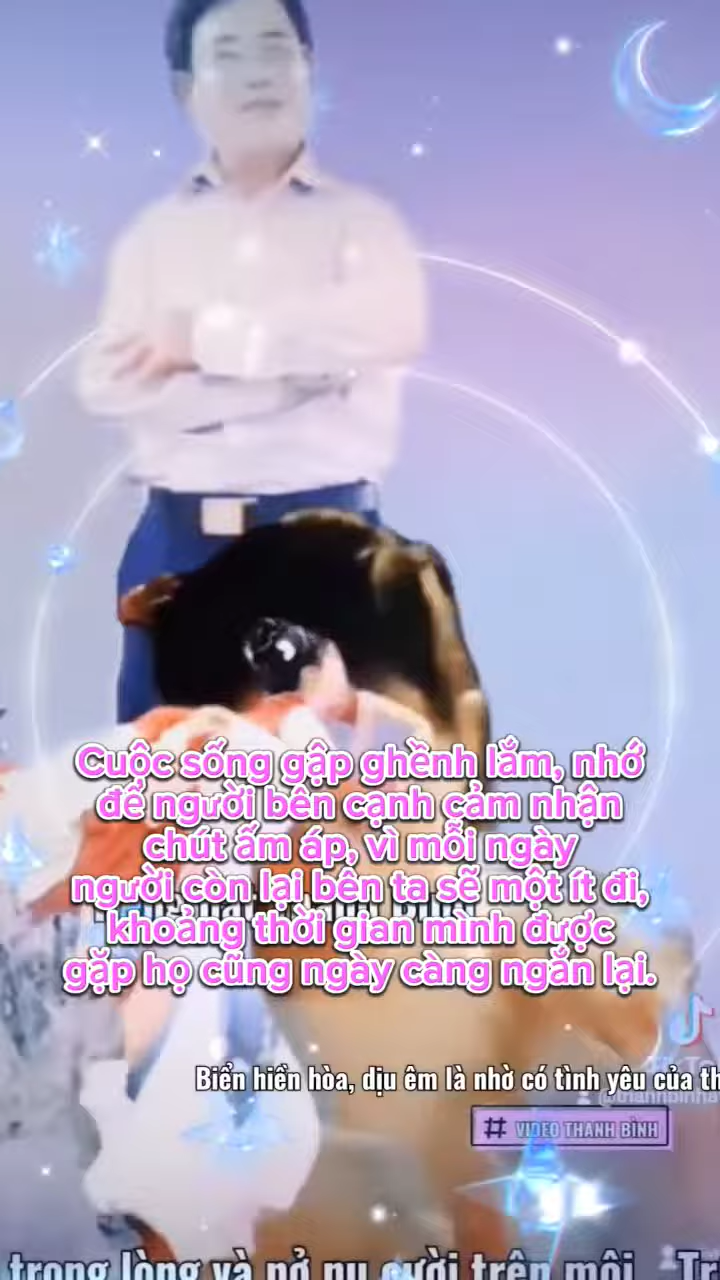 Cuộc sống gập ghềnh lắm, nhớ
để người bên cạnh cảm nhận
chút ấm áp, vì mỗi ngày
người còn lại bên ta sẽ một ít đi,
khoảng thời gian mình được
gặp họ cũng ngày càng ngắn lại.
Biển hiền hòa, dịu êm là nhờ có tình yêu của th
# VIDEO THANH BÌNH
trong lòng và nở nụ cười trên môi